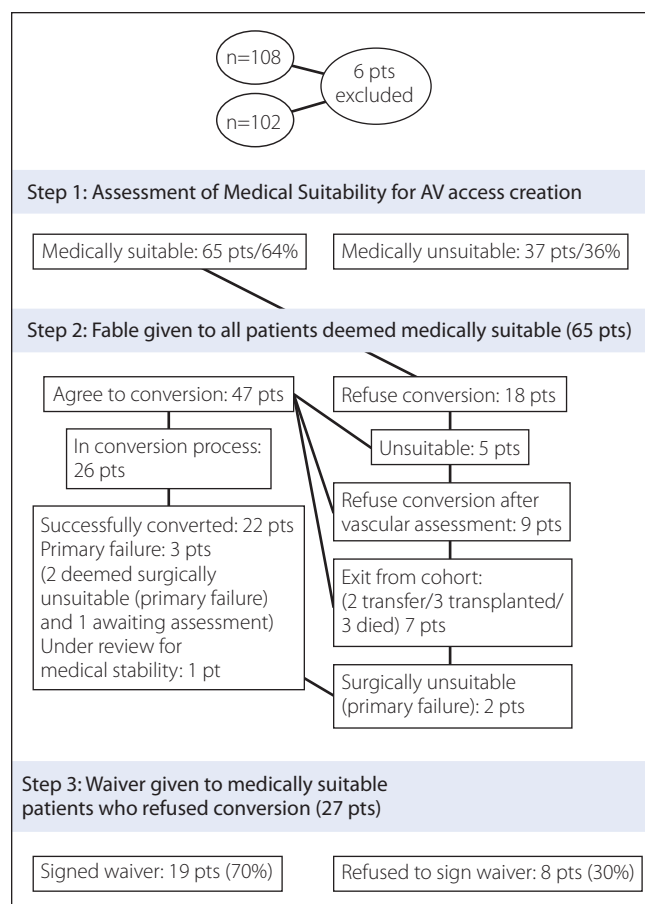 n=108
6 pts
excluded
n=102
Step 1: Assessment of Medical Suitability for AV access creation
Medically suitable: 65 pts/64%
Medically unsuitable: 37 pts/36%
Step 2: Fable given to all patients deemed medically suitable (65 pts)
Agree to conversion: 47 pts
Refuse conversion: 18 pts
In conversion process:
26 pts
Unsuitable: 5 pts
Refuse conversion after
vascular assessment: 9 pts
Successfully converted: 22 pts
Primary failure: 3 pts
(2 deemed surgically
unsuitable (primary failure)
and 1 awaiting assessment)
Under review for
medical stability: 1 pt
Exit from cohort:
(2 transfer/3 transplanted/
3 died) 7 pts
Surgically unsuitable
(primary failure): 2 pts
Step 3: Waiver given to medically suitable
patients who refused conversion (27 pts)
Signed waiver: 19 pts (70%)
Refused to sign waiver: 8 pts (30%)